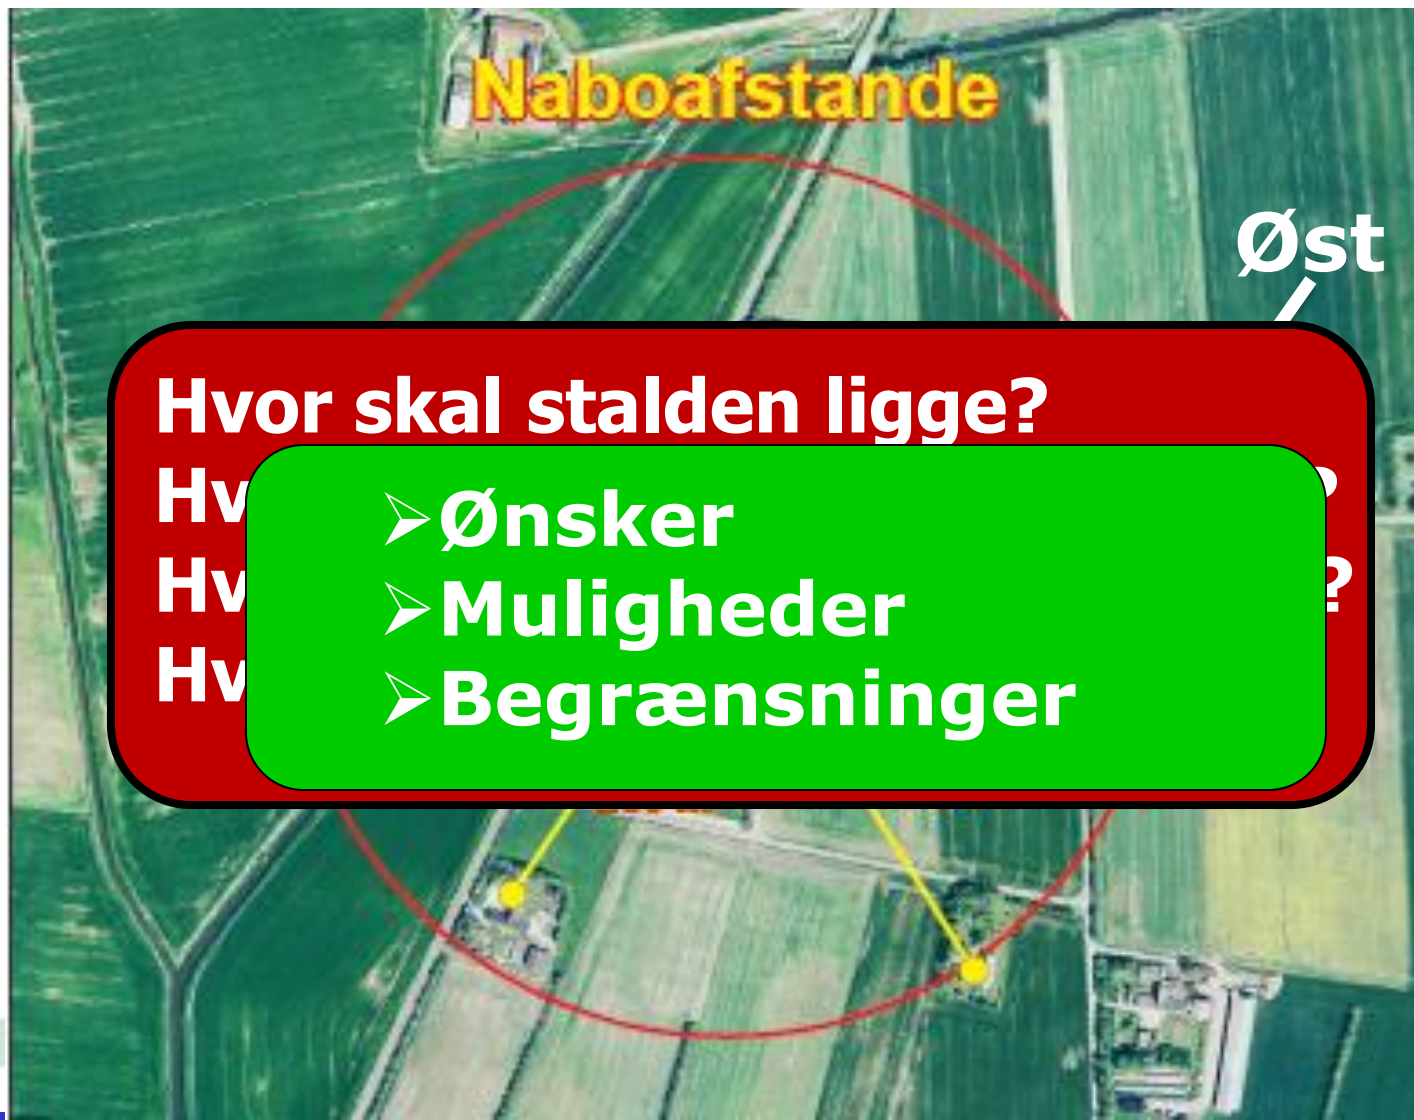 Naboafstande
Øst
Hvor skal stalden ligge?
?
?
Ønsker
Muligheder
Begrænsninger